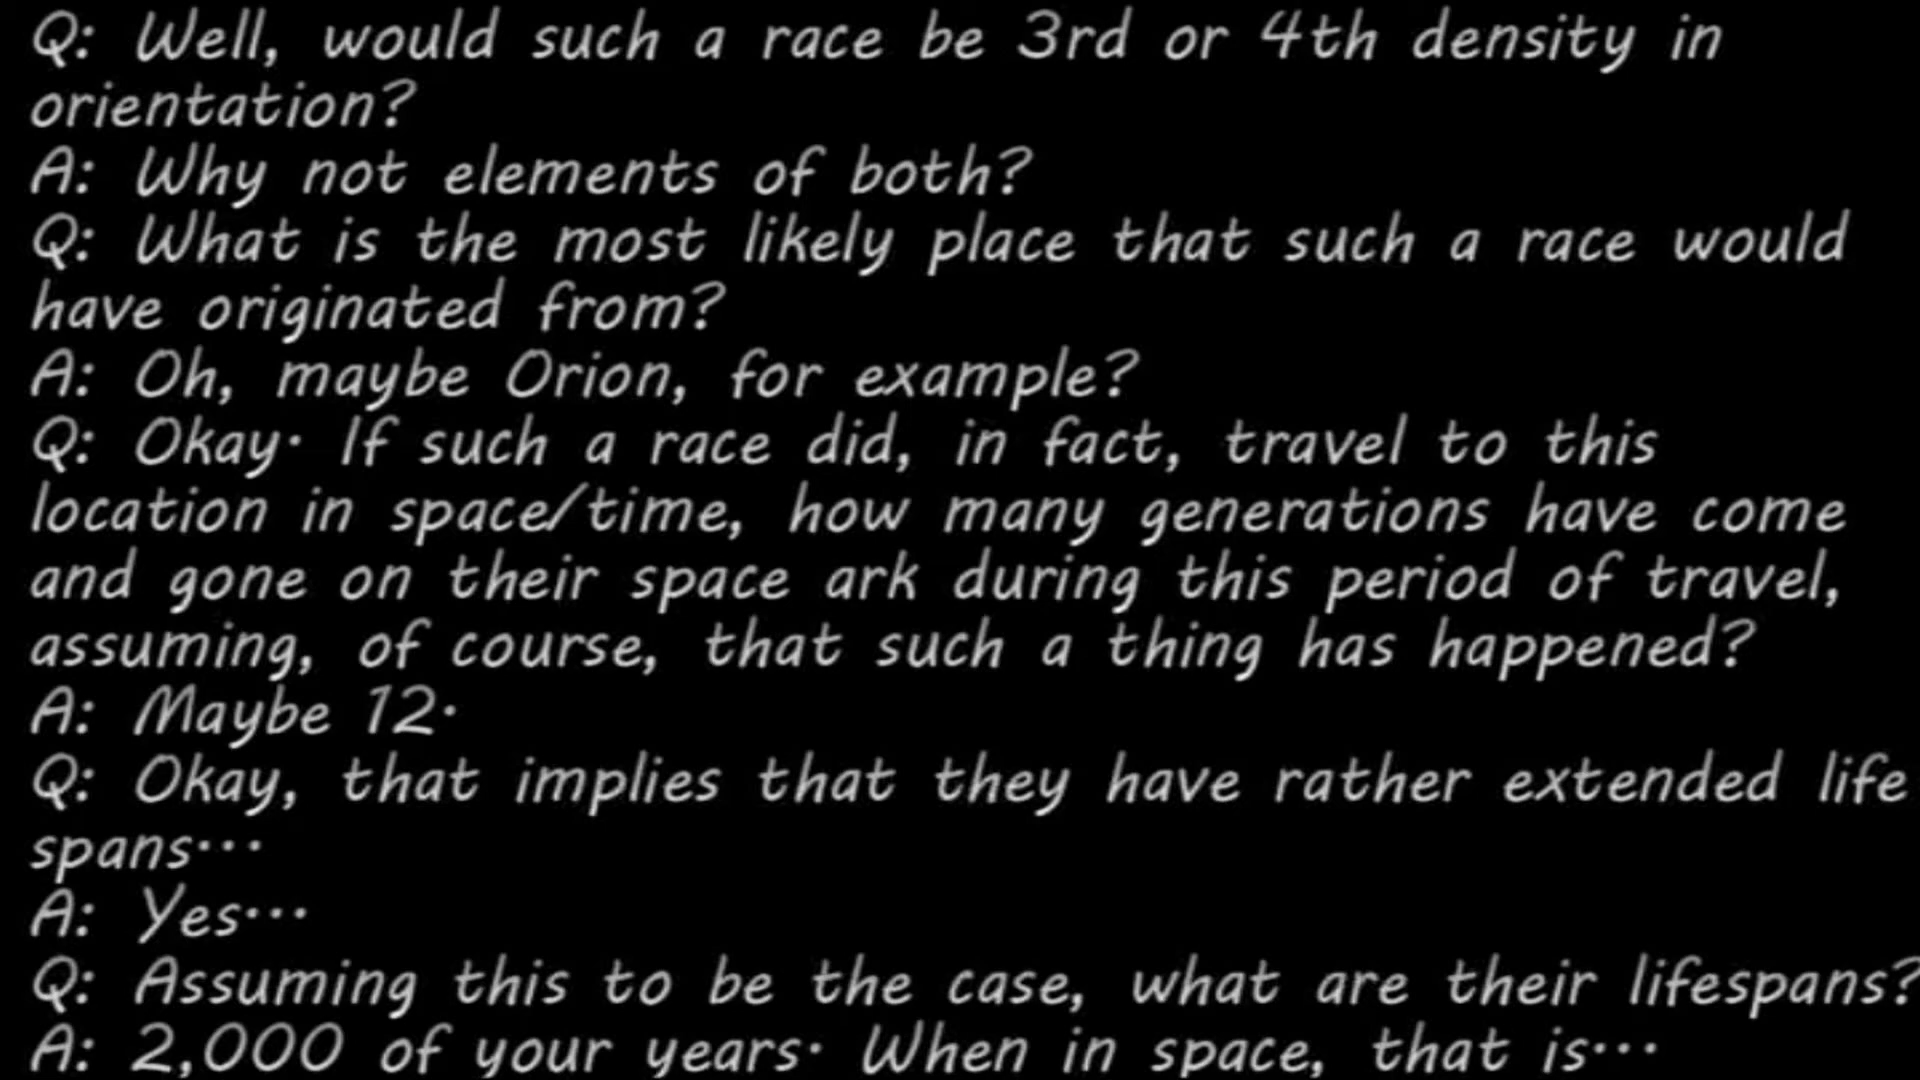 Q: Well, would such a race be 3rd or 4th density in
orientation?
A: Why not elements of both?
Q: What is the most likely place that such a race would
have originated from?
A: Oh, maybe Orion, for example?
Q: Okay· If such a race did, in fact, travel to this
location in space/time, how many generations have come
and gone on their space ark during this period of travel,
assuming, of course, that such a thing has happened?
A: Maybe 12·
Q: Okay, that implies that they have rather extended life
spans···
A: Yes···
Q: Assuming this to be the case, what are their lifespans?
A: 2,000 of your years· When in space, that is···